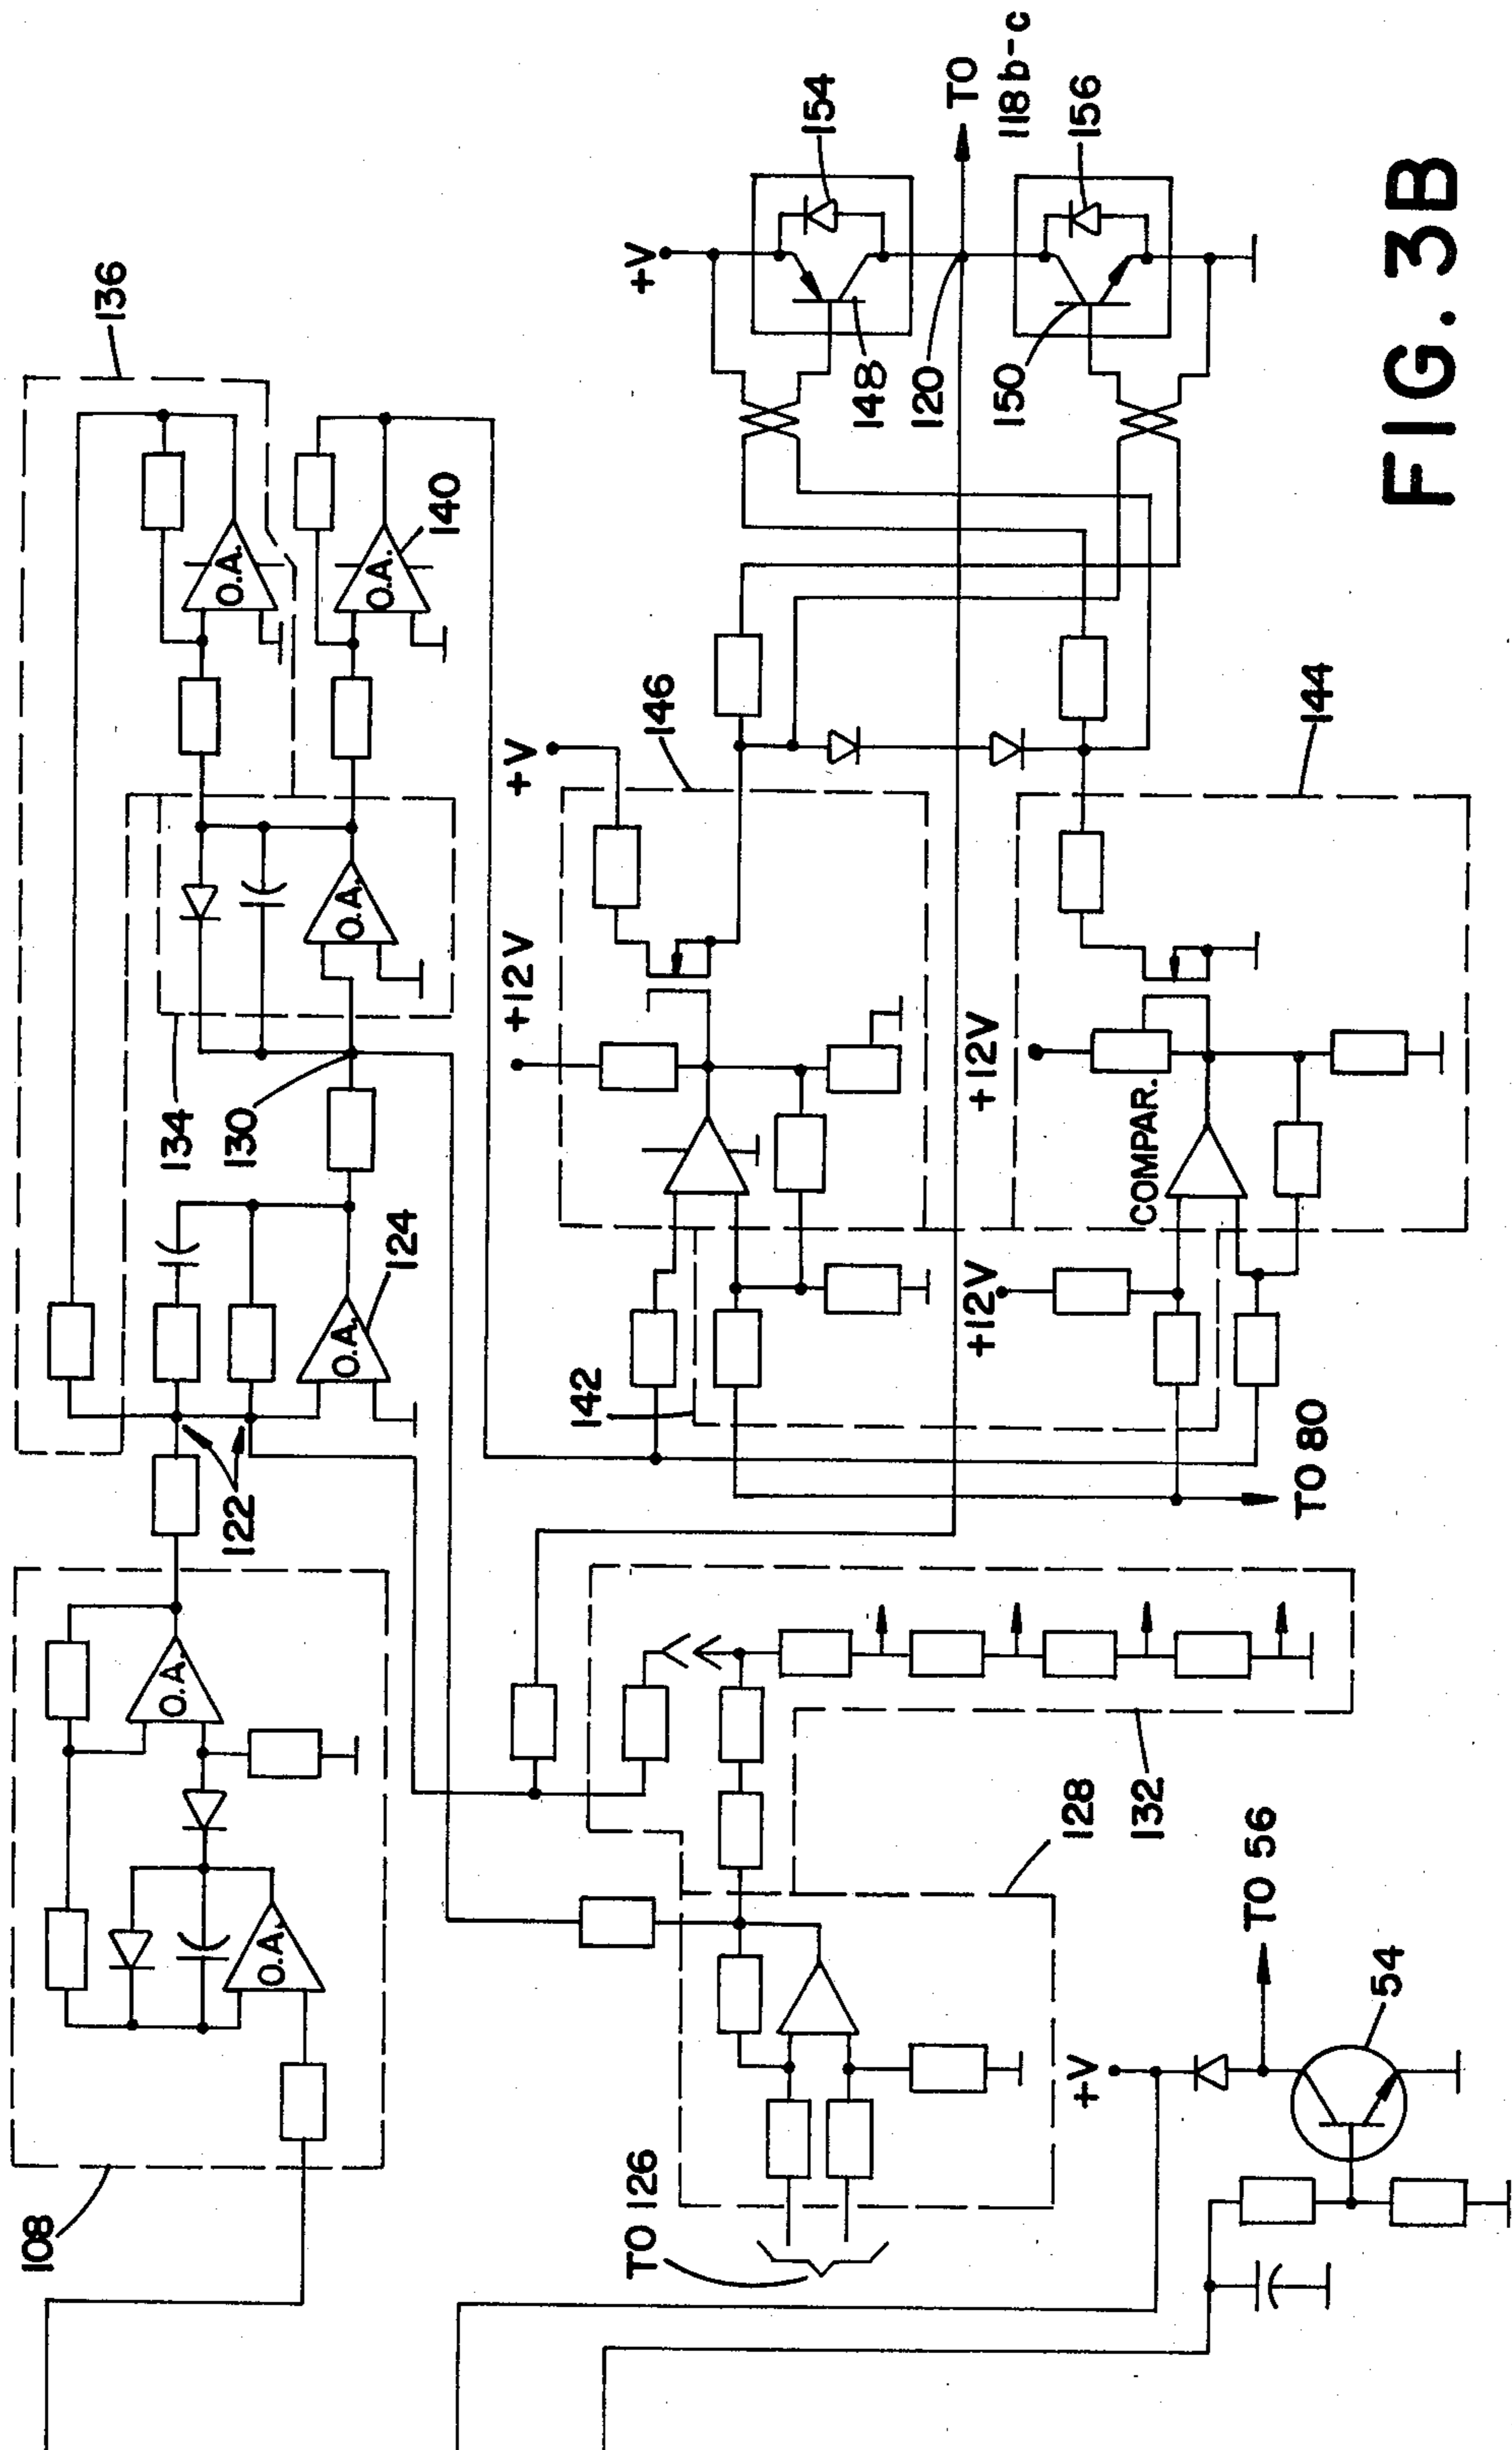 136
O.A.
O.A.
140
134
130
O.A.
124
O.A.
122
O.A.
O.A.
108
+V
154
148
120
TO
118b-c
150
156
+V
146
+12V
142
+12V
COMPAR.
+12V
144
TO 80
128
132
TO 126
+V
TO 56
54
FIG. 3B